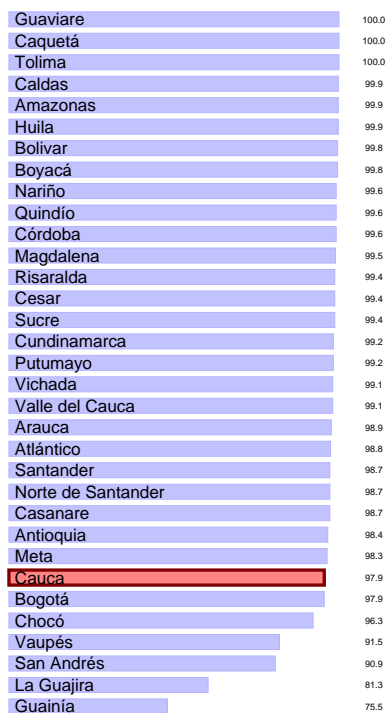 Guaviare 100.0
Caquetá 100.0
Tolima 100.0
Caldas 99.9
Amazonas 99.9
Huila 99.9
Bolivar 99.8
Boyacá 99.8
Nariño 99.6
Quindío 99.6
Córdoba 99.6
Magdalena 99.5
Risaralda 99.4
Cesar 99.4
Sucre 99.4
Cundinamarca 99.2
Putumayo 99.2
Vichada 99.1
Valle del Cauca 99.1
Arauca 98.9
Atlántico 98.8
Santander 98.7
Norte de Santander 98.7
Casanare 98.7
Antioquia 98.4
Meta 98.3
Cauca 97.9
Bogotá 97.9
Chocó 96.3
Vaupés 91.5
San Andrés 90.9
La Guajira 81.3
Guainía 75.5